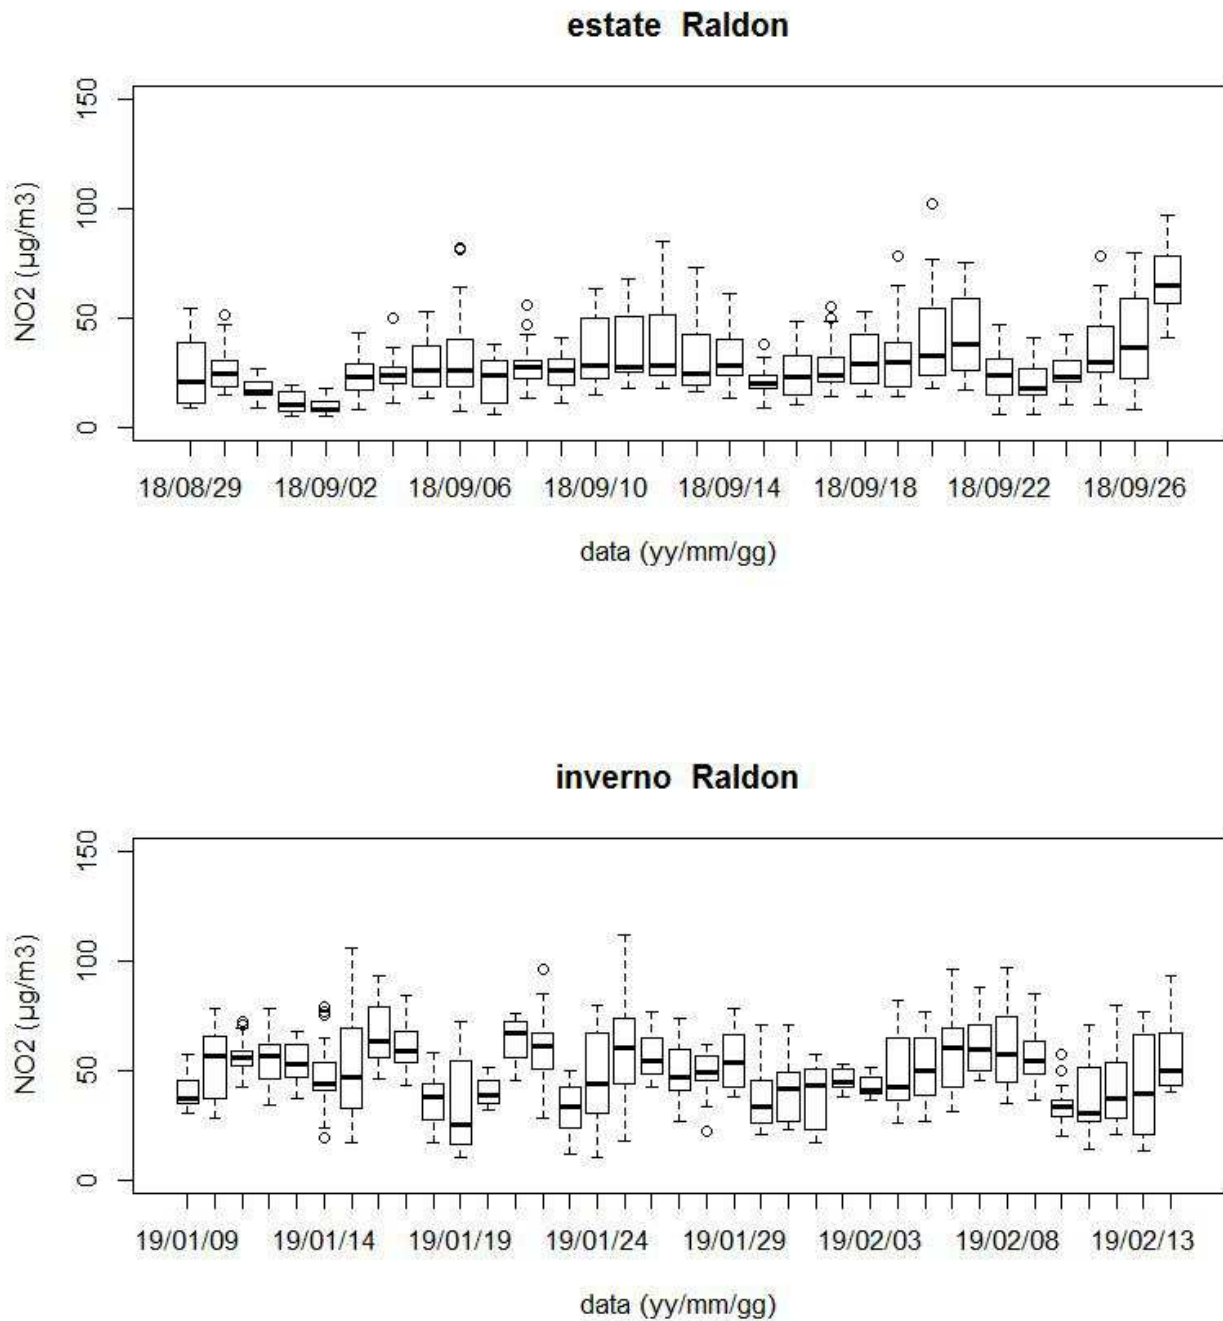 estate Raldon
150
100
50
0
NO2 (µg/m3)
18/08/29 18/09/02 18/09/06 18/09/10 18/09/14 18/09/18 18/09/22 18/09/26
data (yy/mm/gg)
inverno Raldon
150
100
50
0
NO2 (µg/m3)
19/01/09 19/01/14 19/01/19 19/01/24 19/01/29 19/02/03 19/02/08 19/02/13
data (yy/mm/gg)